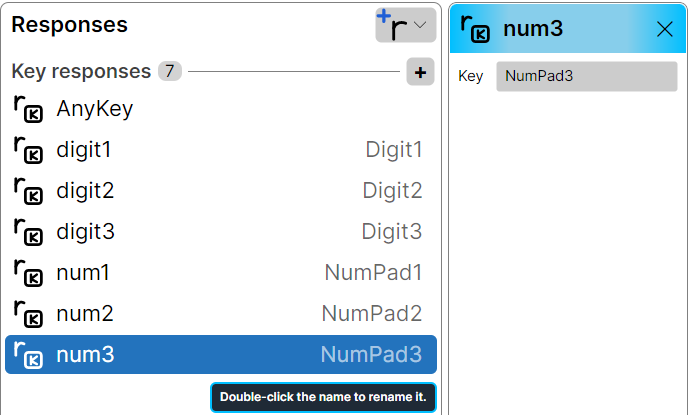 Responses
Key responses 7
AnyKey
digit1 Digit1
digit2 Digit2
digit3 Digit3
num1 NumPad1
num2 NumPad2
num3 NumPad3
Double-click the name to rename it.
num3
Key NumPad3